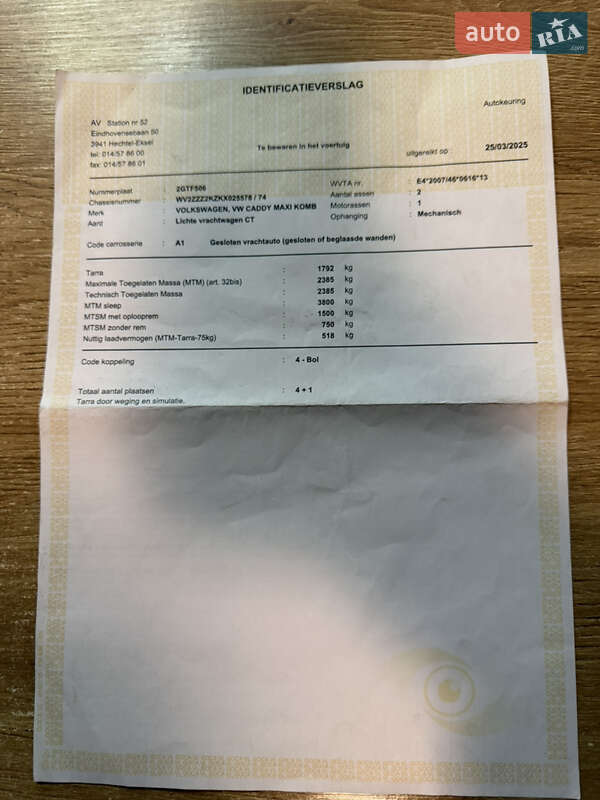 auto RIA .com
IDENTIFICATIEVERSLAG
Autokeuring
AV Station nr 52
Eindhovensebaan 50
3941 Hechtel-Eksel
tel: 014/57 86 00
fax: 014/57 86 01
Te bewaren in het voertuig
uitgereikt op : 25/03/2025
Nummerplaat : 2GTF506
WVTA nr. : E4*2007/46*0616*13
Chassisnummer : WV2ZZZ2KZKX025578 / 74
Aantal assen : 2
Merk : VOLKSWAGEN, VW CADDY MAXI KOMB
Motorassen : 1
Aard : Lichte vrachtwagen CT
Ophanging : Mechanisch
Code carrosserie : A1 Gesloten vrachtauto (gesloten of beglaasde wanden)
Tarra : 1792 kg
Maximale Toegelaten Massa (MTM) (art. 32bis) : 2385 kg
Technisch Toegelaten Massa : 2385 kg
MTM sleep : 3800 kg
MTSM met oplooprem : 1500 kg
MTSM zonder rem : 750 kg
Nuttig laadvermogen (MTM-Tarra-75kg) : 518 kg
Code koppeling : 4 - Bol
Totaal aantal plaatsen : 4 + 1
Tarra door weging en simulatie.